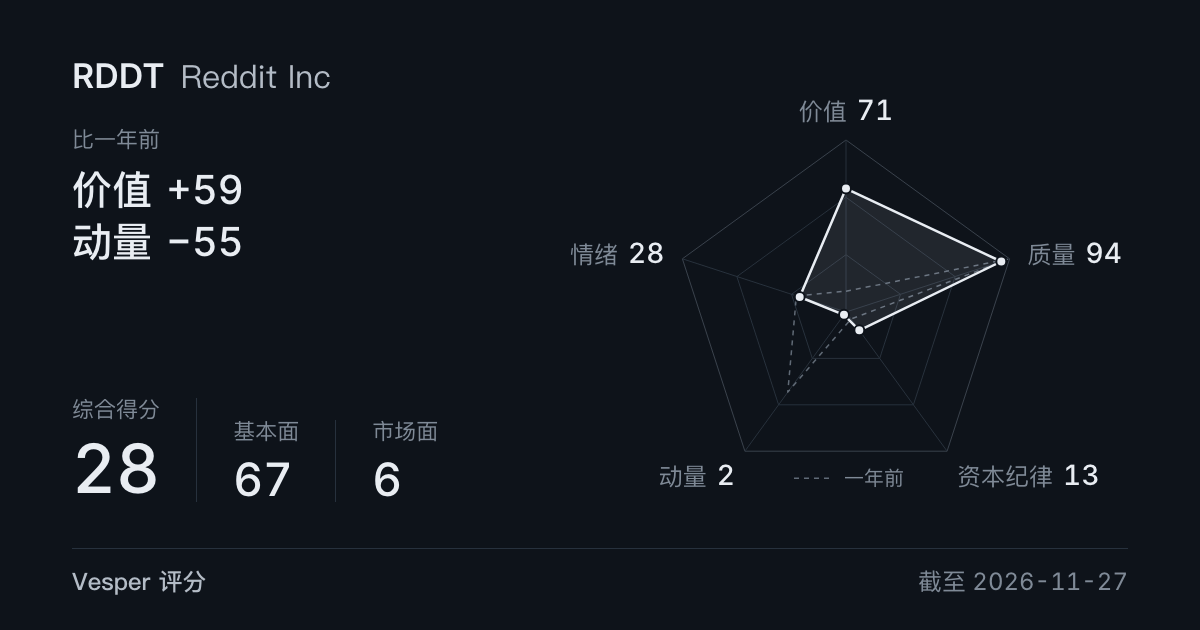 RDDT Reddit Inc
比一年前
价值 +59
动量 −55
价值 71
情绪 28
质量 94
动量 2
一年前
资本纪律 13
综合得分
28
基本面
67
市场面
6
Vesper 评分
截至 2026-11-27